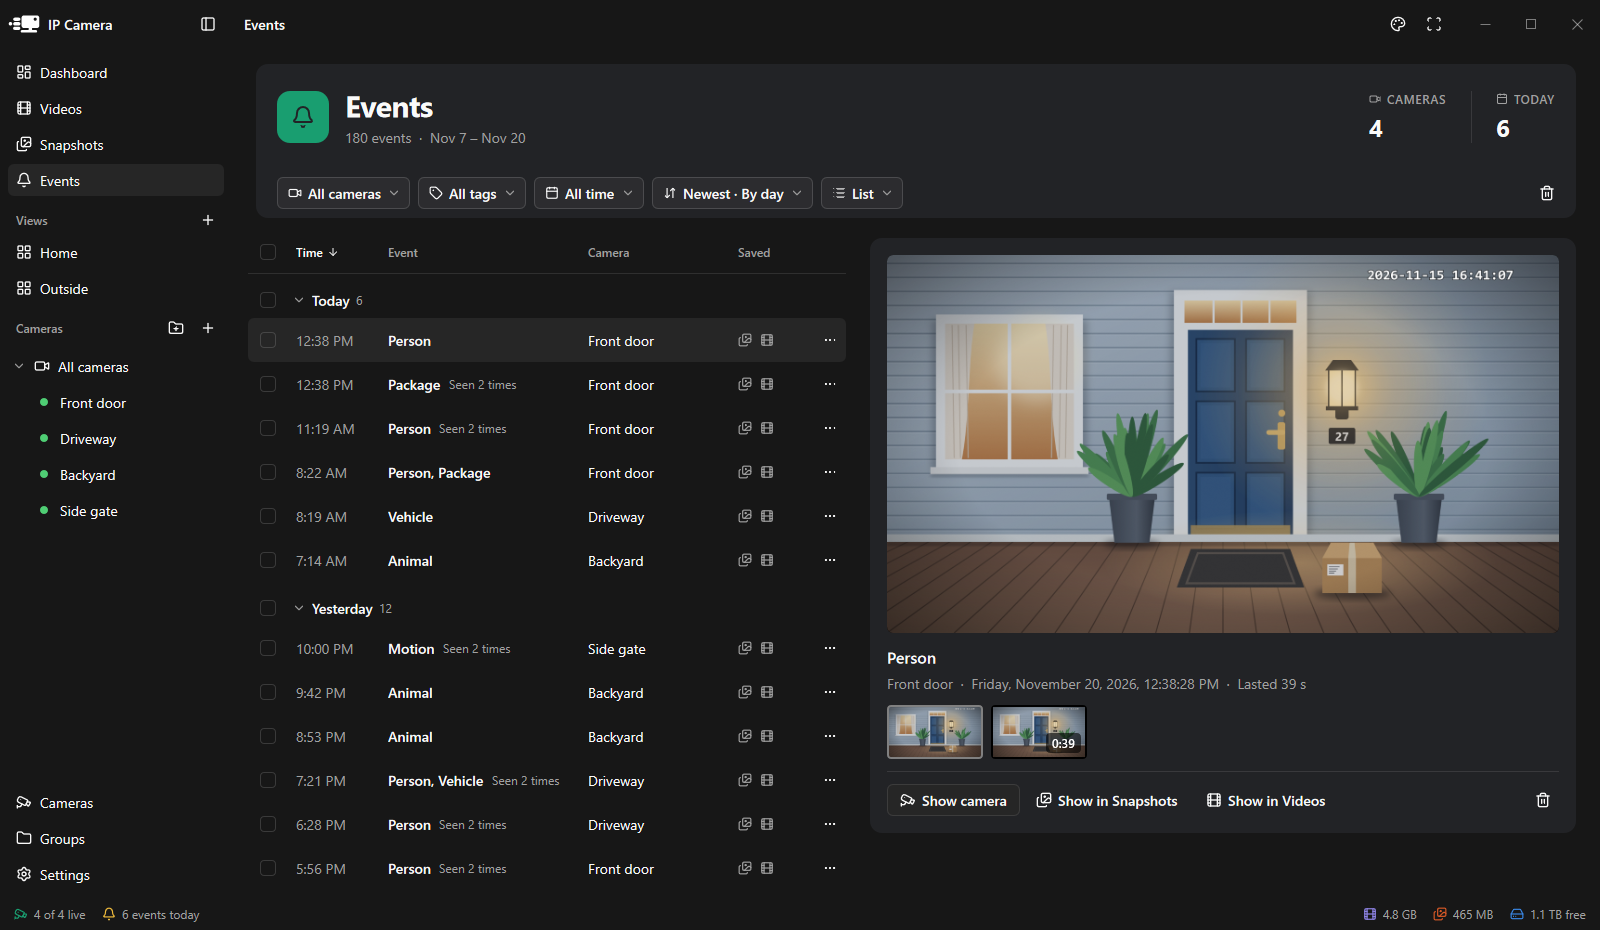 IP Camera
Events
Dashboard
Videos
Snapshots
Events
Views
Home
Outside
Cameras
All cameras
Front door
Driveway
Backyard
Side gate
Cameras
Groups
Settings
4 of 4 live
6 events today
Events
180 events · Nov 7 – Nov 20
CAMERAS
4
TODAY
6
All cameras
All tags
All time
Newest · By day
List
Time Event Camera Saved
Today 6
12:38 PM Person Front door
12:38 PM Package Seen 2 times Front door
11:19 AM Person Seen 2 times Front door
8:22 AM Person, Package Front door
8:19 AM Vehicle Driveway
7:14 AM Animal Backyard
Yesterday 12
10:00 PM Motion Seen 2 times Side gate
9:42 PM Animal Backyard
8:53 PM Animal Backyard
7:21 PM Person, Vehicle Seen 2 times Driveway
6:28 PM Person Seen 2 times Driveway
5:56 PM Person Seen 2 times Front door
2026-11-15 16:41:07
27
Person
Front door · Friday, November 20, 2026, 12:38:28 PM · Lasted 39 s
0:39
Show camera
Show in Snapshots
Show in Videos
4.8 GB
465 MB
1.1 TB free